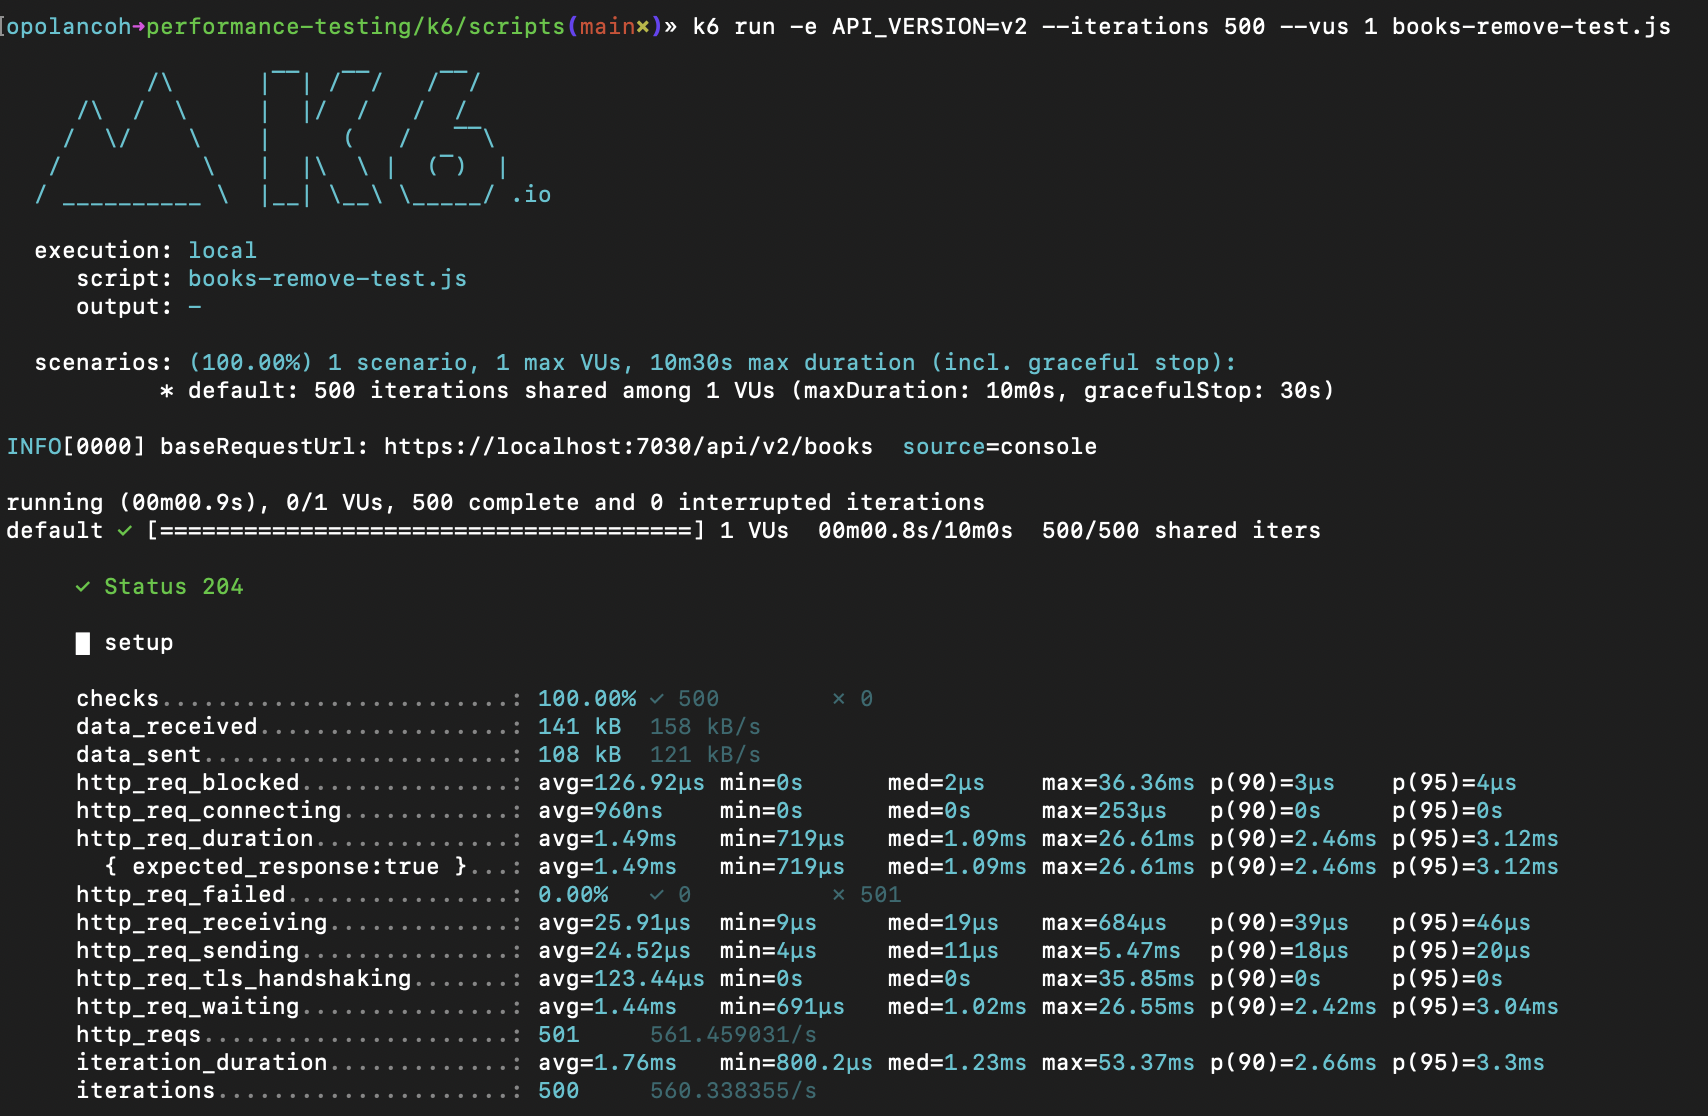 [opolancoh➜performance-testing/k6/scripts(main×)» k6 run -e API_VERSION=v2 --iterations 500 --vus 1 books-remove-test.js
          /\      |‾‾| /‾‾/   /‾‾/
     /\  /  \     |  |/  /   /  /
    /  \/    \    |     (   /   ‾‾\
   /          \   |  |\  \ |  (‾)  |
  / __________ \  |__| \__\ \_____/ .io
  execution: local
     script: books-remove-test.js
     output: -
  scenarios: (100.00%) 1 scenario, 1 max VUs, 10m30s max duration (incl. graceful stop):
           * default: 500 iterations shared among 1 VUs (maxDuration: 10m0s, gracefulStop: 30s)
INFO[0000] baseRequestUrl: https://localhost:7030/api/v2/books  source=console
running (00m00.9s), 0/1 VUs, 500 complete and 0 interrupted iterations
default ✓ [======================================] 1 VUs  00m00.8s/10m0s  500/500 shared iters
     ✓ Status 204
     █ setup
     checks.........................: 100.00% ✓ 500        ✗ 0
     data_received..................: 141 kB  158 kB/s
     data_sent......................: 108 kB  121 kB/s
     http_req_blocked...............: avg=126.92µs min=0s      med=2µs    max=36.36ms p(90)=3µs    p(95)=4µs
     http_req_connecting............: avg=960ns    min=0s      med=0s     max=253µs   p(90)=0s     p(95)=0s
     http_req_duration..............: avg=1.49ms   min=719µs   med=1.09ms max=26.61ms p(90)=2.46ms p(95)=3.12ms
       { expected_response:true }...: avg=1.49ms   min=719µs   med=1.09ms max=26.61ms p(90)=2.46ms p(95)=3.12ms
     http_req_failed................: 0.00%   ✓ 0          ✗ 501
     http_req_receiving.............: avg=25.91µs  min=9µs     med=19µs   max=684µs   p(90)=39µs   p(95)=46µs
     http_req_sending...............: avg=24.52µs  min=4µs     med=11µs   max=5.47ms  p(90)=18µs   p(95)=20µs
     http_req_tls_handshaking.......: avg=123.44µs min=0s      med=0s     max=35.85ms p(90)=0s     p(95)=0s
     http_req_waiting...............: avg=1.44ms   min=691µs   med=1.02ms max=26.55ms p(90)=2.42ms p(95)=3.04ms
     http_reqs......................: 501     561.459031/s
     iteration_duration.............: avg=1.76ms   min=800.2µs med=1.23ms max=53.37ms p(90)=2.66ms p(95)=3.3ms
     iterations.....................: 500     560.338355/s